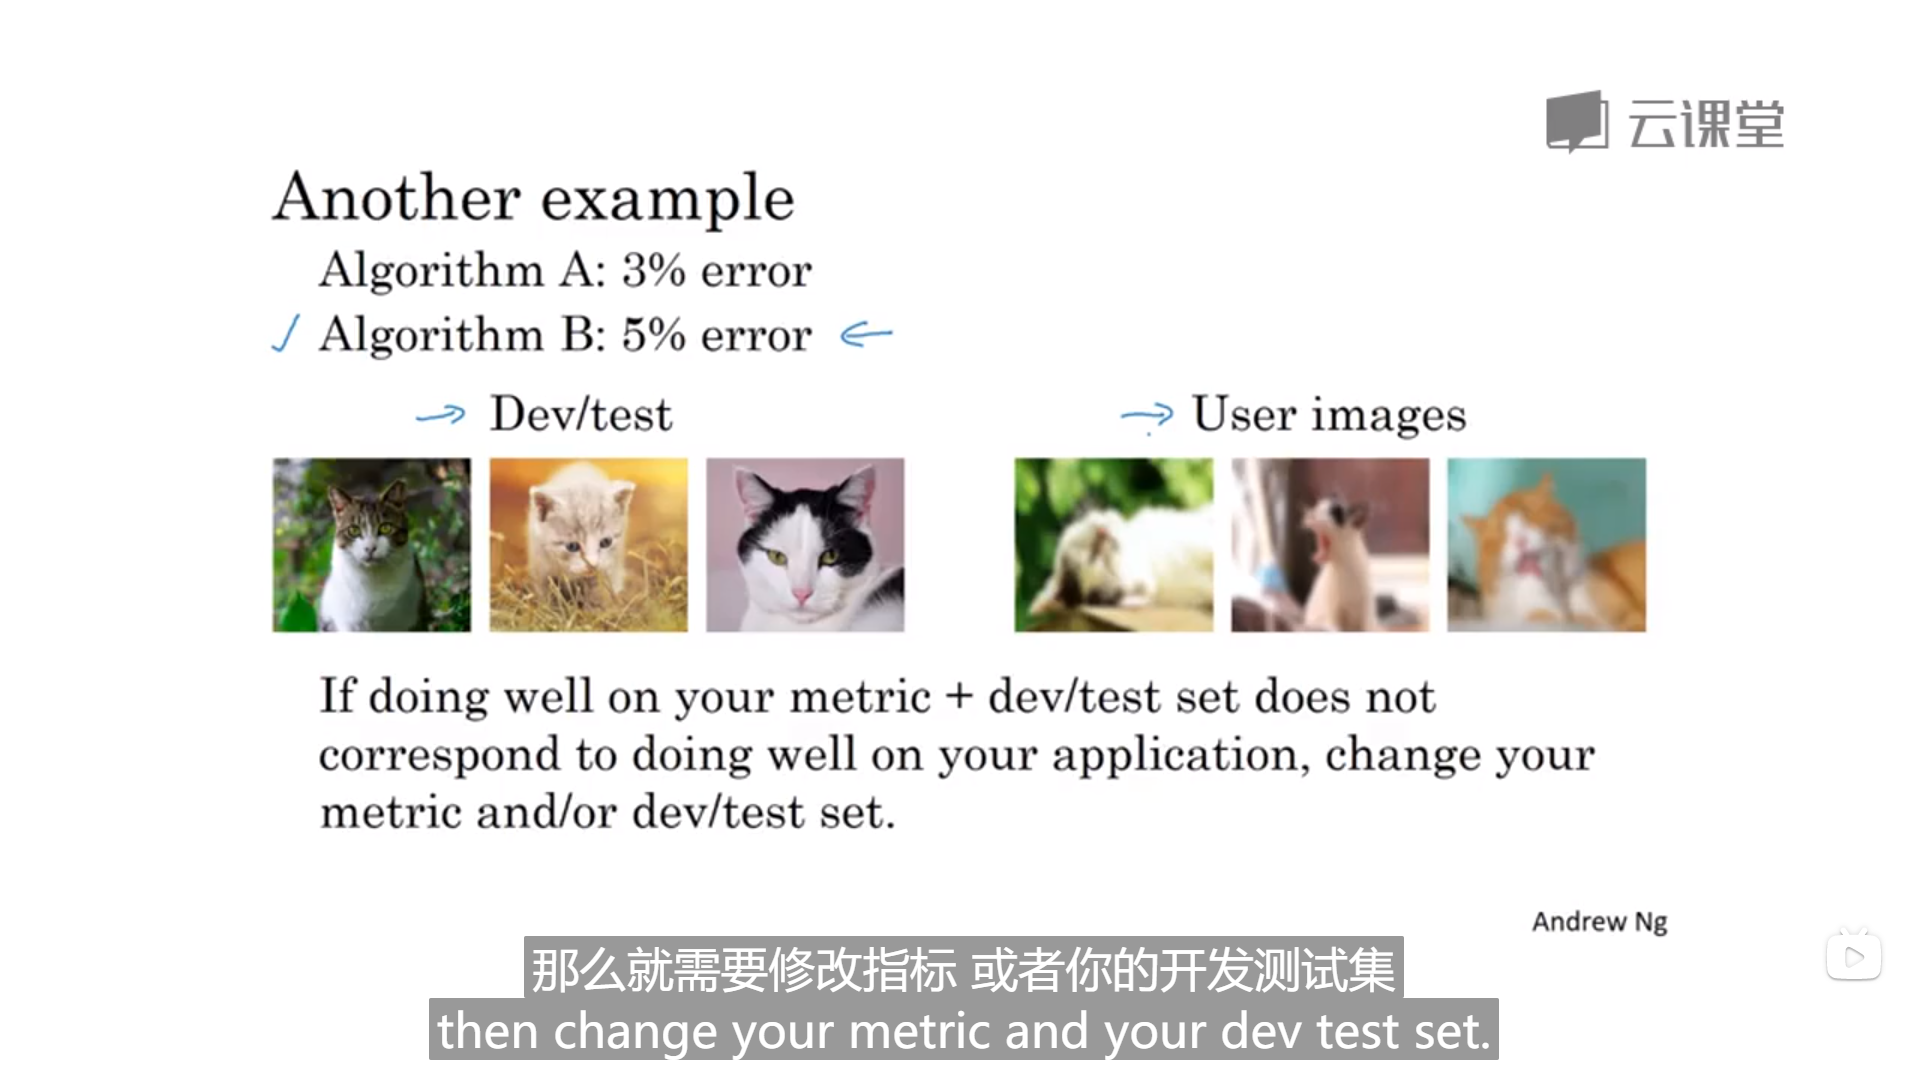 云课堂
Another example
Algorithm A: 3% error
Algorithm B: 5% error
Dev/test
User images
If doing well on your metric + dev/test set does not
correspond to doing well on your application, change your
metric and/or dev/test set.
Andrew Ng
那么就需要修改指标 或者你的开发测试集
then change your metric and your dev test set.